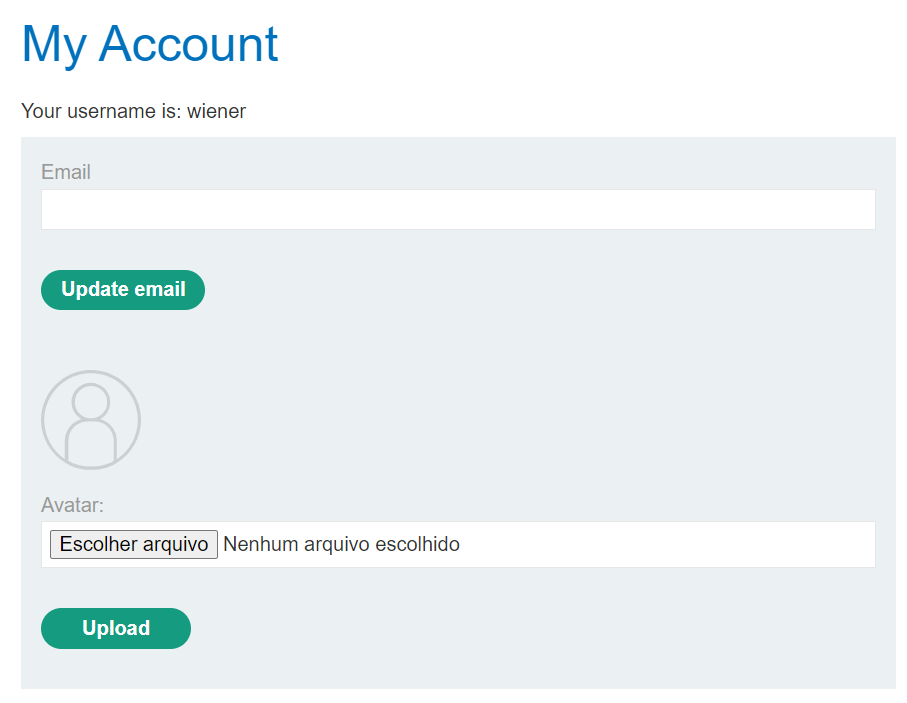 My Account
Your username is: wiener
Email
Update email
Avatar:
Escolher arquivo Nenhum arquivo escolhido
Upload